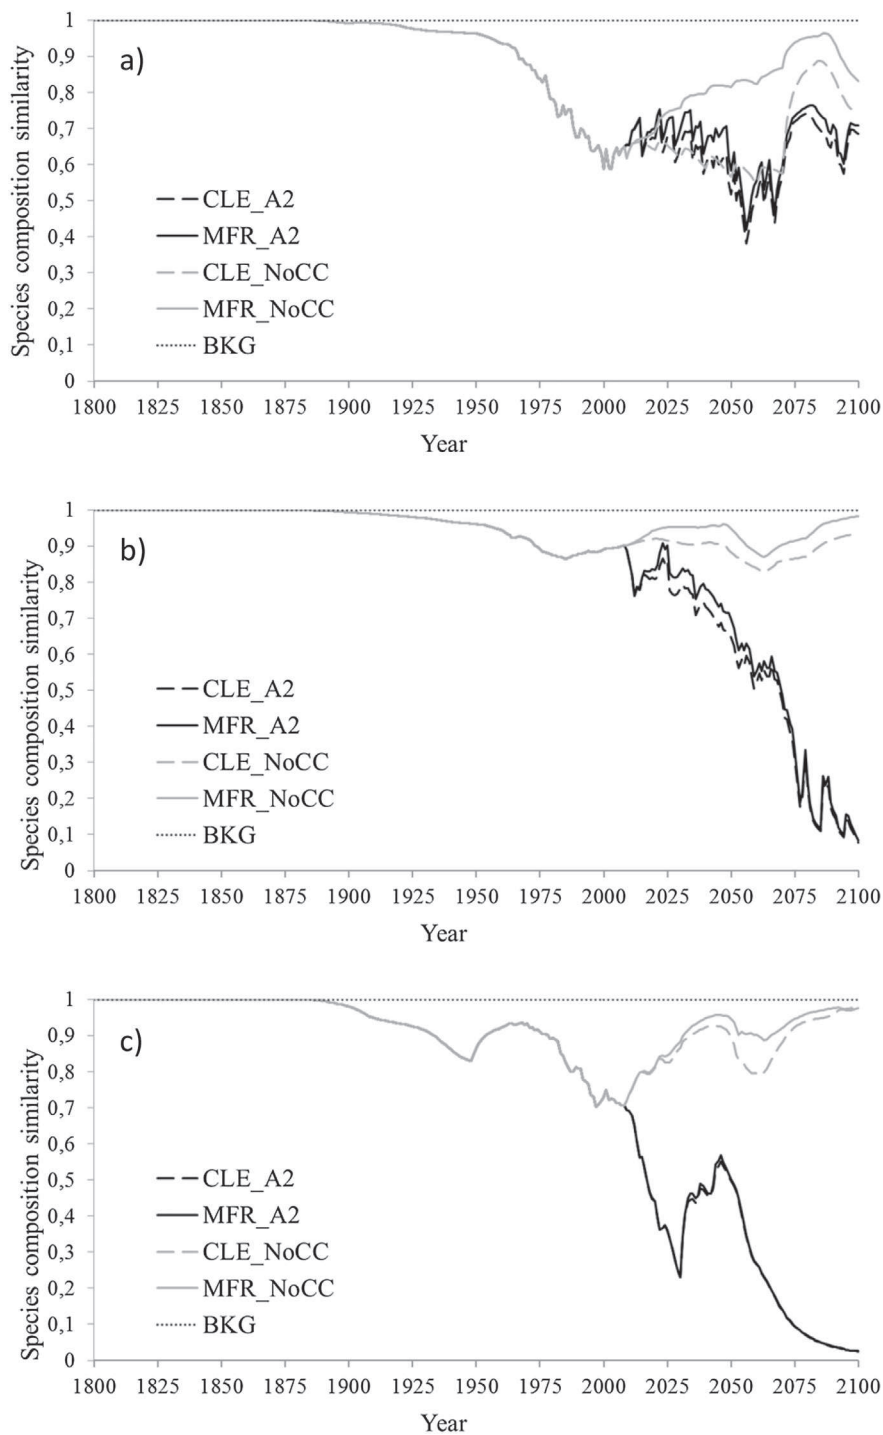 Species composition similarity
1
0,9
0,8
0,7
0,6
0,5
0,4
0,3
0,2
0,1
0
a)
CLE_A2
MFR_A2
CLE_NoCC
MFR_NoCC
BKG
1800 1825 1850 1875 1900 1925 1950 1975 2000 2025 2050 2075 2100
Year
Species composition similarity
1
0,9
0,8
0,7
0,6
0,5
0,4
0,3
0,2
0,1
0
b)
CLE_A2
MFR_A2
CLE_NoCC
MFR_NoCC
BKG
1800 1825 1850 1875 1900 1925 1950 1975 2000 2025 2050 2075 2100
Year
Species composition similarity
1
0,9
0,8
0,7
0,6
0,5
0,4
0,3
0,2
0,1
0
c)
CLE_A2
MFR_A2
CLE_NoCC
MFR_NoCC
BKG
1800 1825 1850 1875 1900 1925 1950 1975 2000 2025 2050 2075 2100
Year